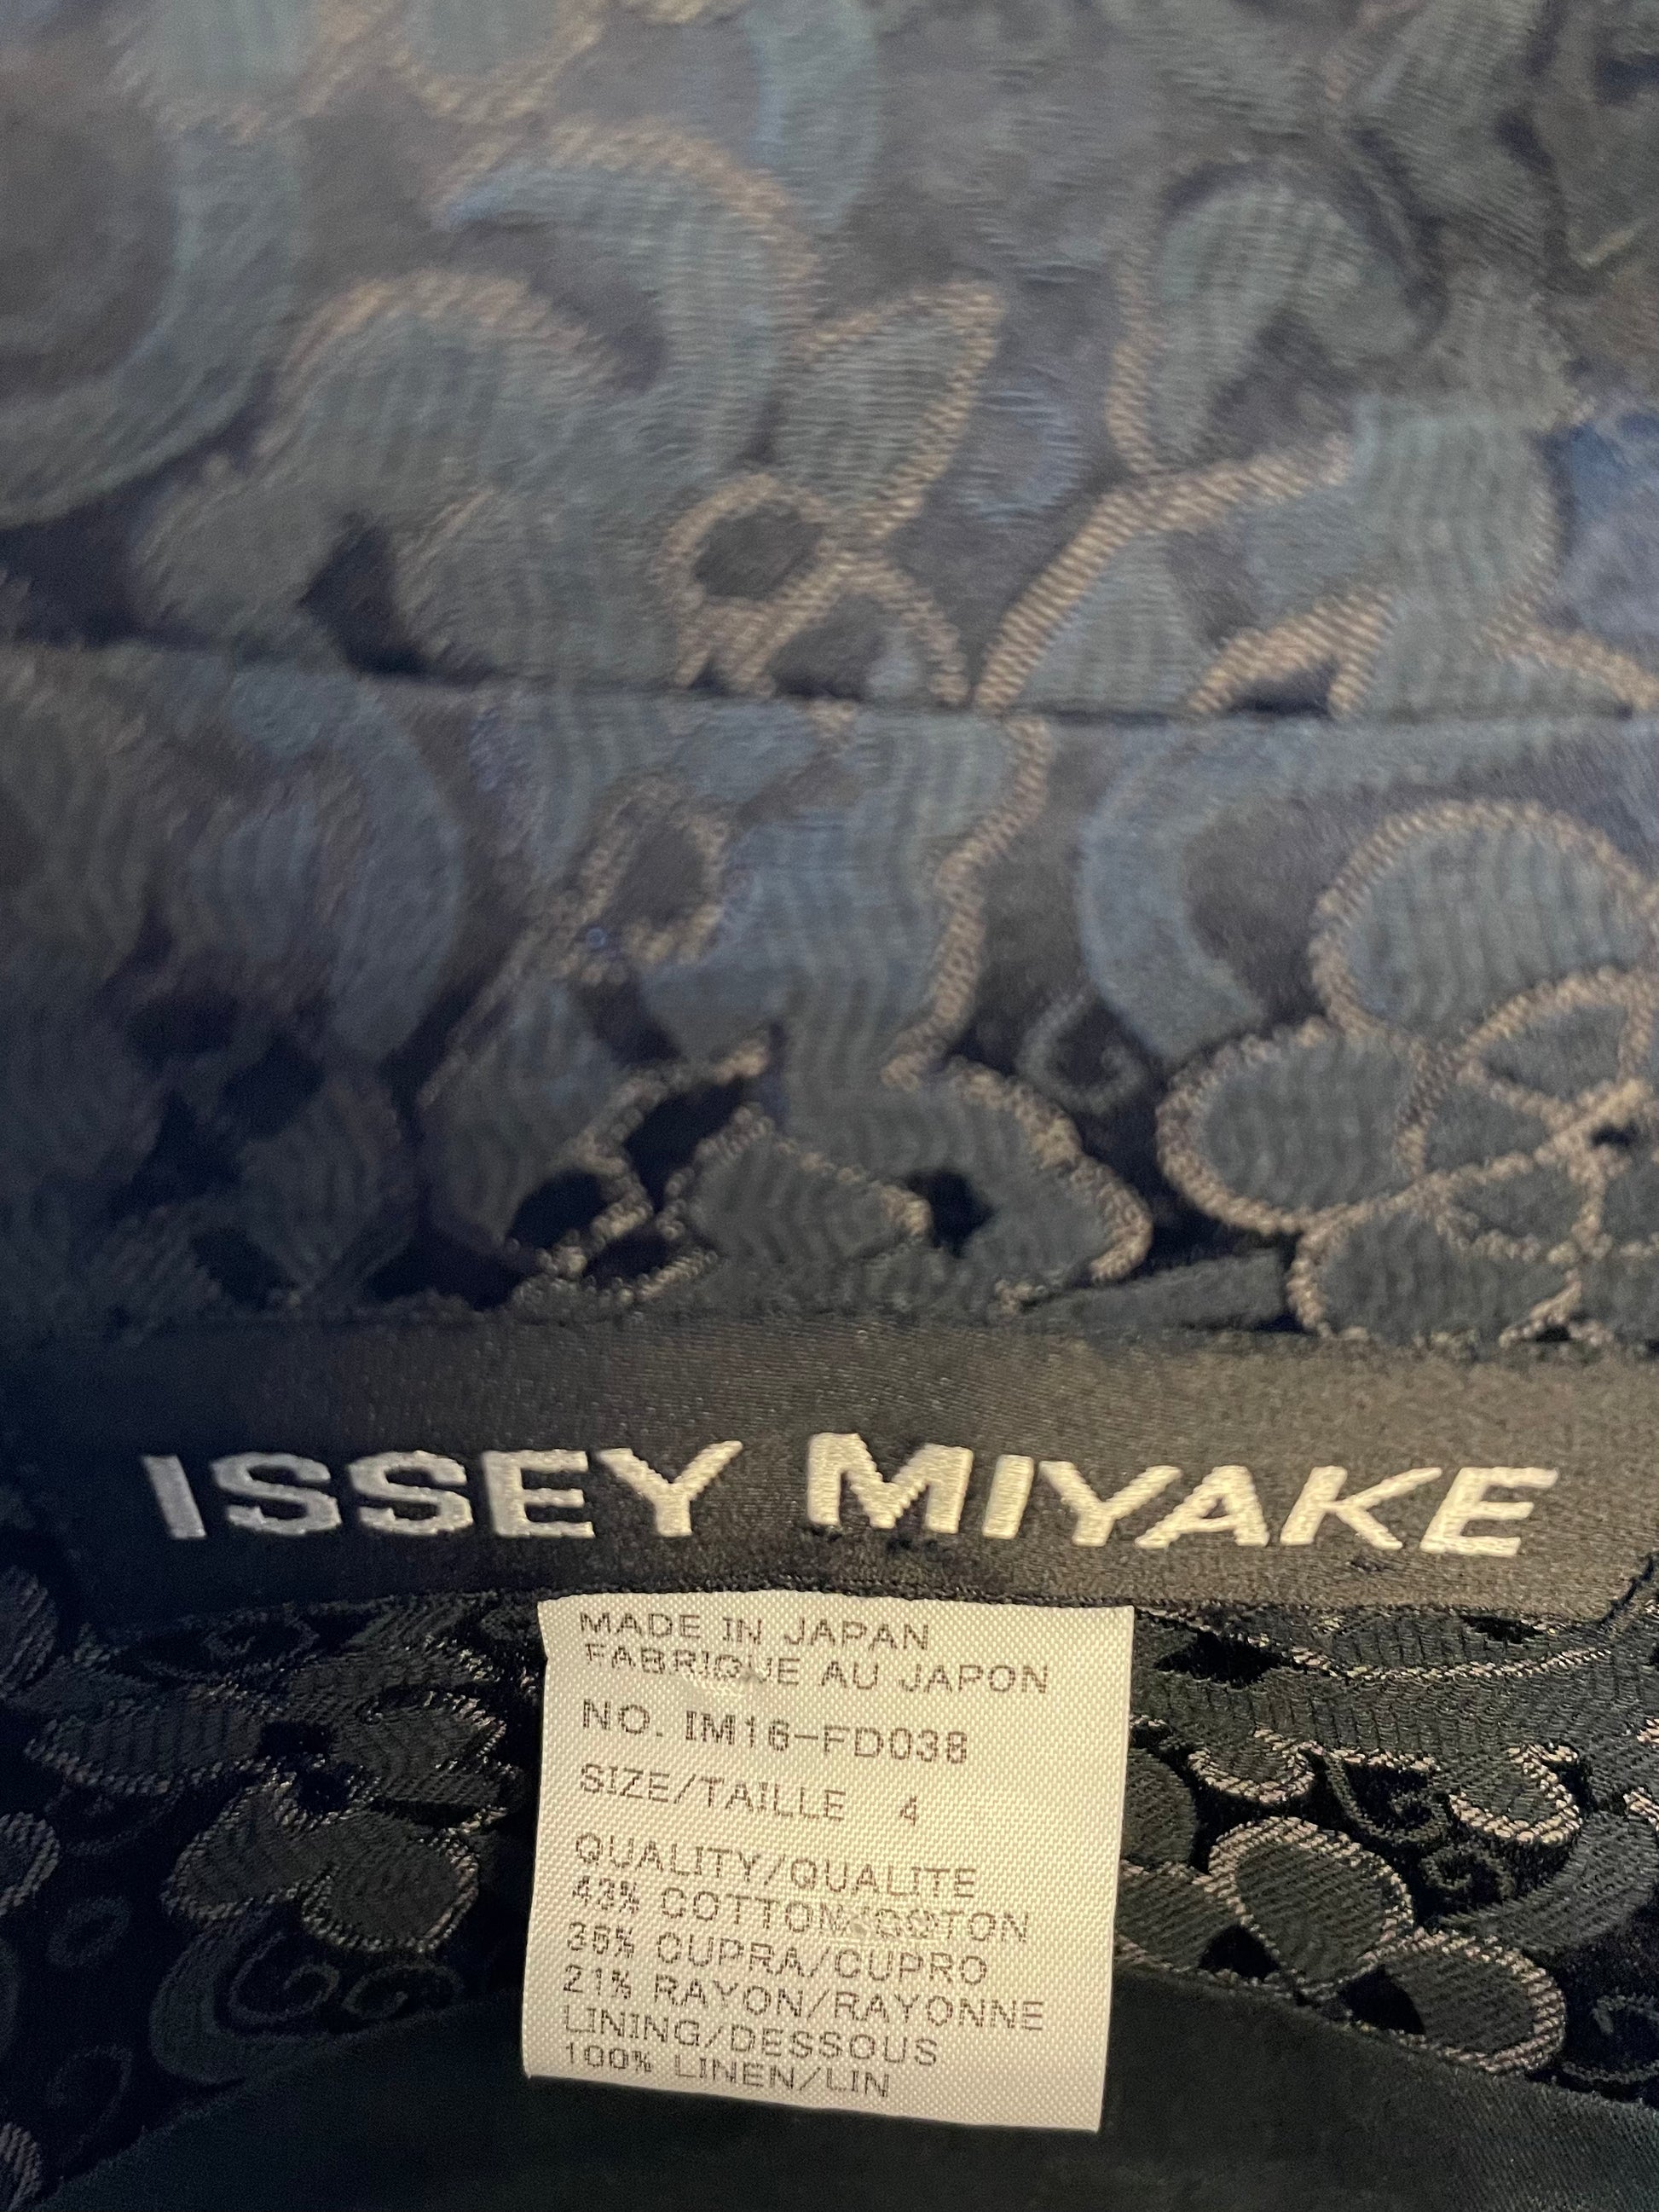 ISSEY MIYAKE
MADE IN JAPAN
FABRIQUE AU JAPON
NO. IM16-FD038
SIZE/TAILLE 4
QUALITY/QUALITE
43% COTTON/COTON
36% CUPRA/CUPRO
21% RAYON/RAYONNE
LINING/DESSOUS
100% LINEN/LIN